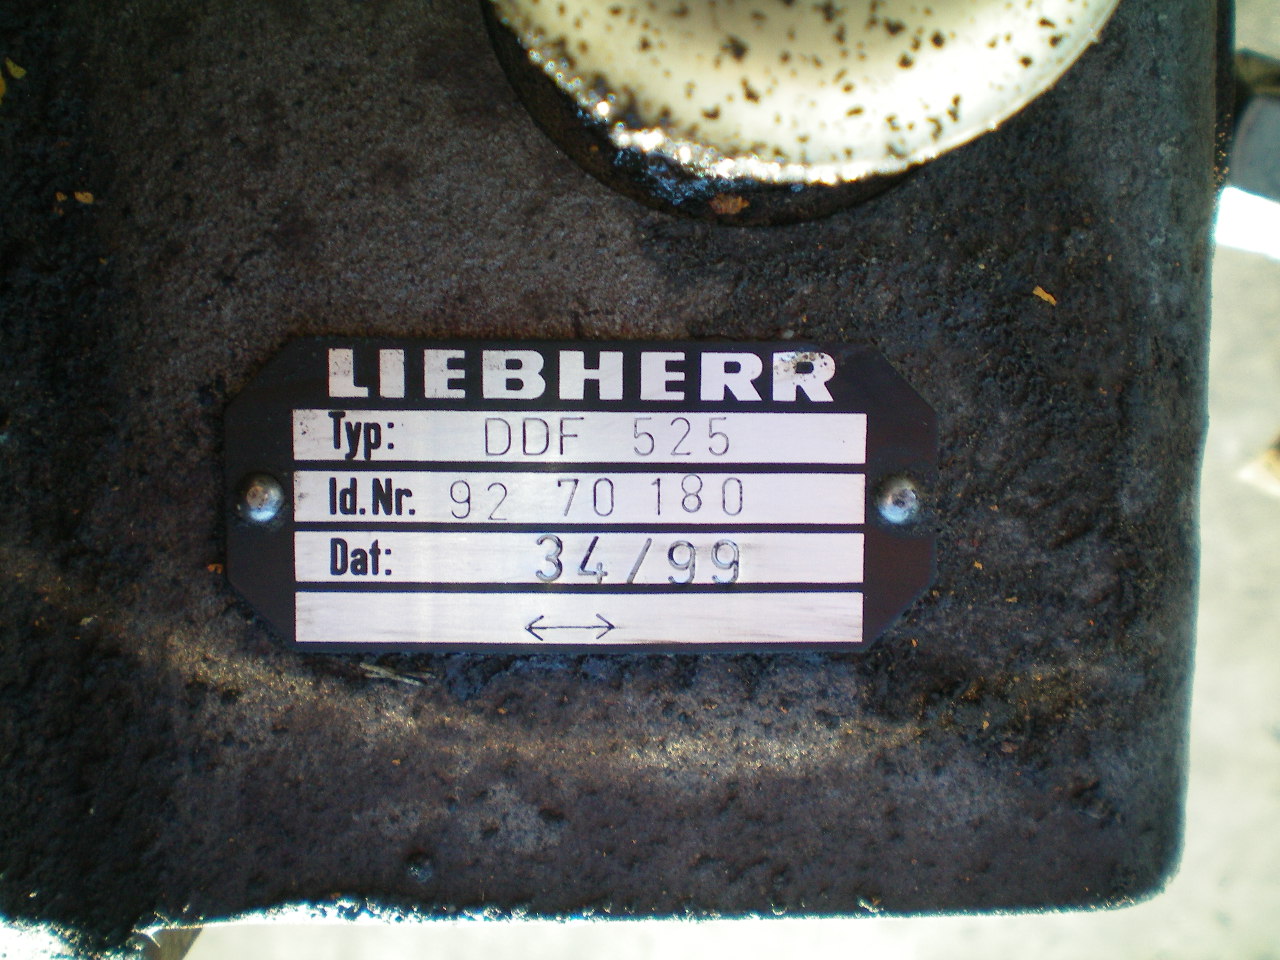 LIEBHERR
Typ: DDF 525
Id.Nr. 92 70 180
Dat: 34/99